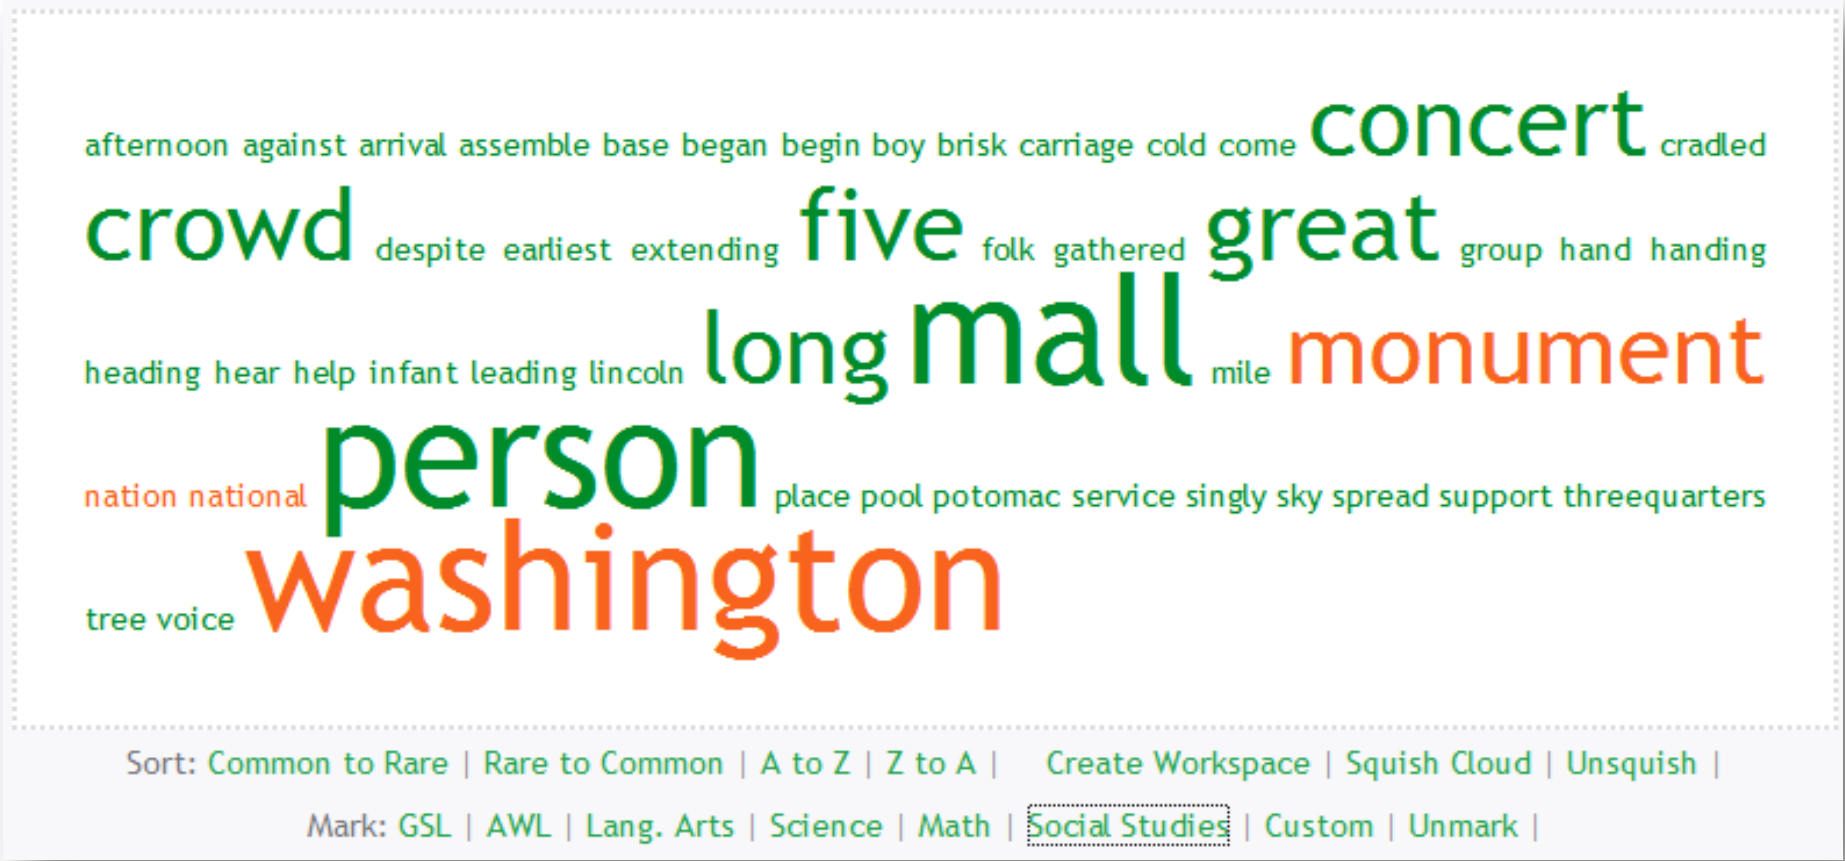 afternoon against arrival assemble base began begin boy brisk carriage cold come concert cradled
crowd despite earliest extending five folk gathered great group hand handing
heading hear help infant leading lincoln long mall mile monument
nation national person place pool potomac service singly sky spread support threequarters
tree voice washington
Sort: Common to Rare | Rare to Common | A to Z | Z to A | Create Workspace | Squish Cloud | Unsquish |
Mark: GSL | AWL | Lang. Arts | Science | Math | Social Studies | Custom | Unmark |